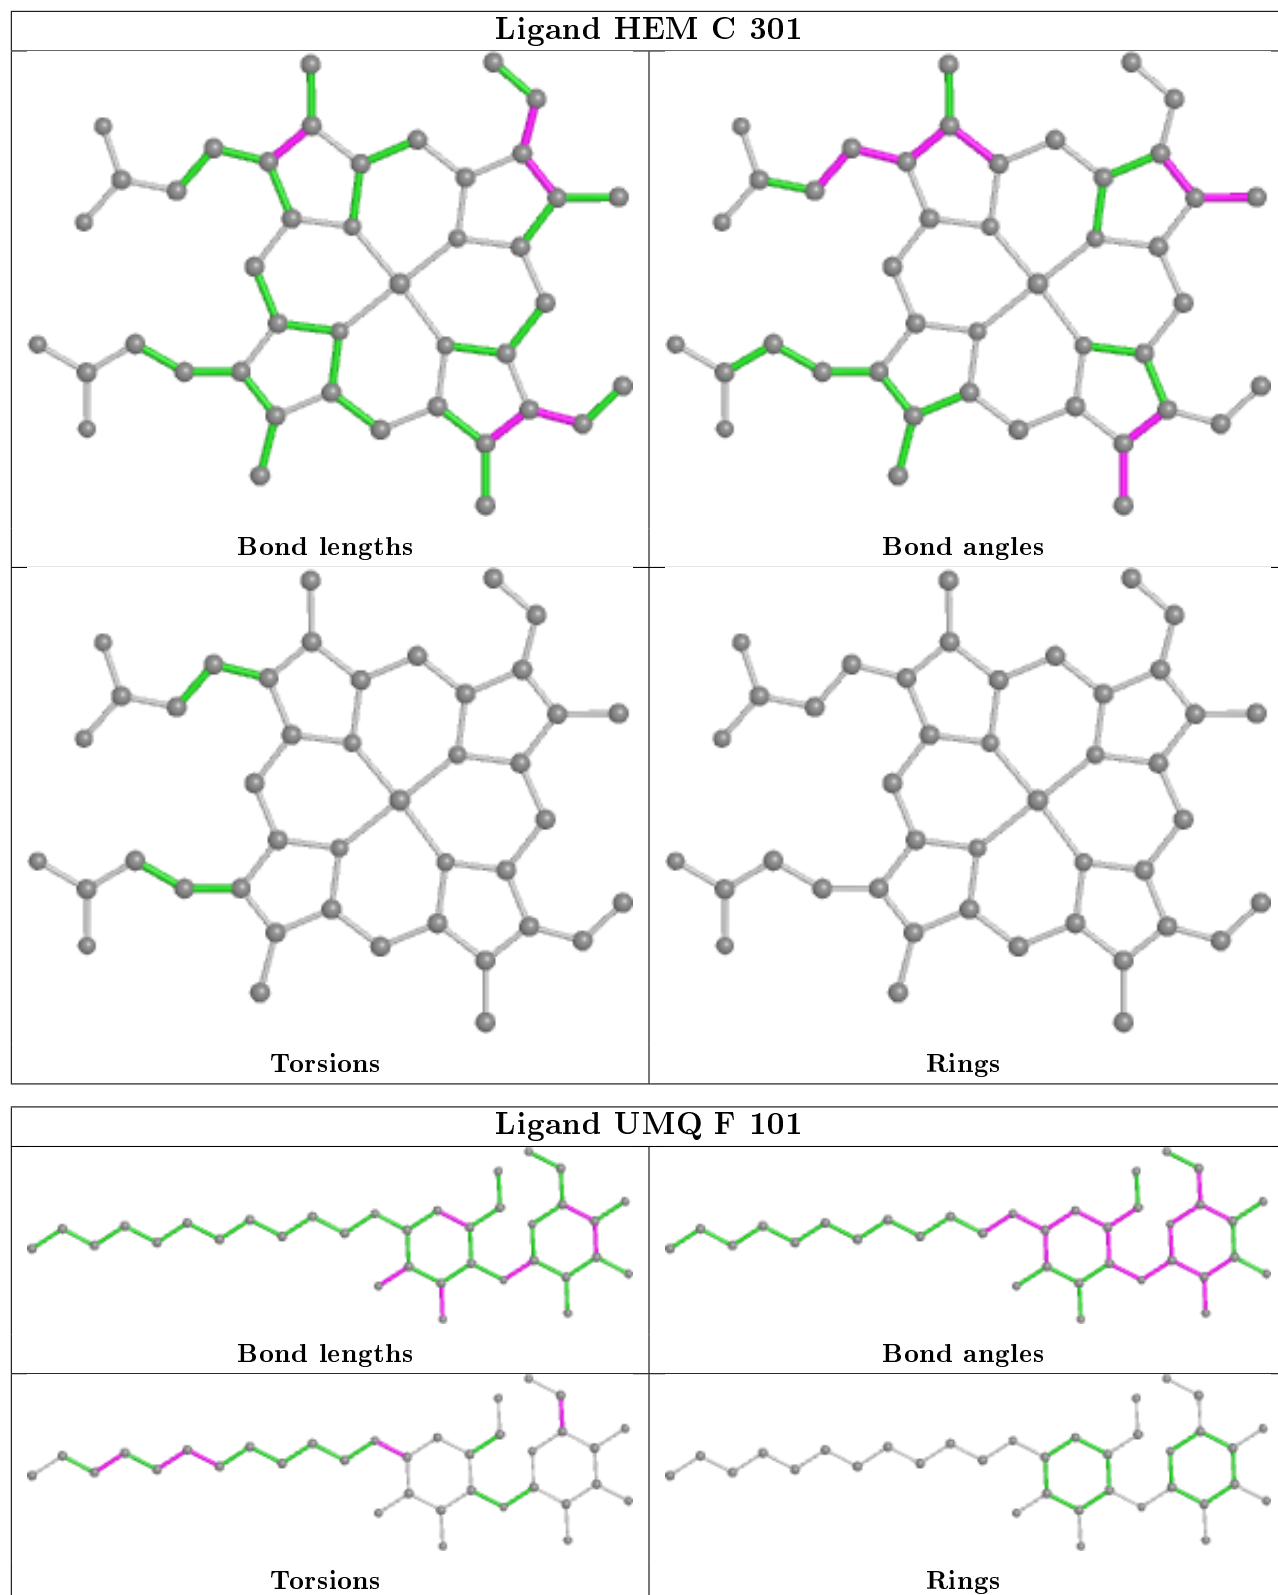 Ligand HEM C 301
Bond lengths
Bond angles
Torsions
Rings
Ligand UMQ F 101
Bond lengths
Bond angles
Torsions
Rings